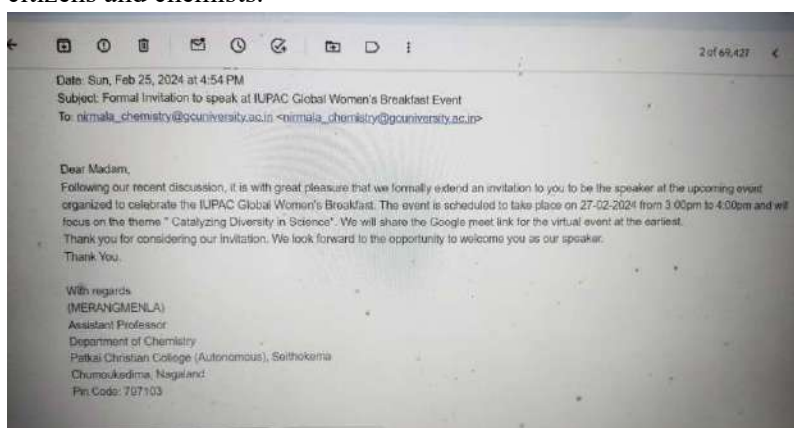 citizens and chemists.
2 of 69,427
Date: Sun, Feb 25, 2024 at 4:54 PM
Subject: Formal Invitation to speak at IUPAC Global Women's Breakfast Event
To: nirmala_chemistry@gcuniversity.ac.in <nirmala_chemistry@gcuniversity.ac.in>
Dear Madam,
Following our recent discussion, it is with great pleasure that we formally extend an invitation to you to be the speaker at the upcoming event
organized to celebrate the IUPAC Global Women's Breakfast. The event is scheduled to take place on 27-02-2024 from 3:00pm to 4:00pm and will
focus on the theme " Catalyzing Diversity in Science". We will share the Google meet link for the virtual event at the earliest.
Thank you for considering our invitation. We look forward to the opportunity to welcome you as our speaker.
Thank You.
With regards
(MERANGMENLA)
Assistant Professor
Department of Chemistry
Patkai Christian College (Autonomous), Seithekema
Chumoukedima, Nagaland
Pin Code: 797103